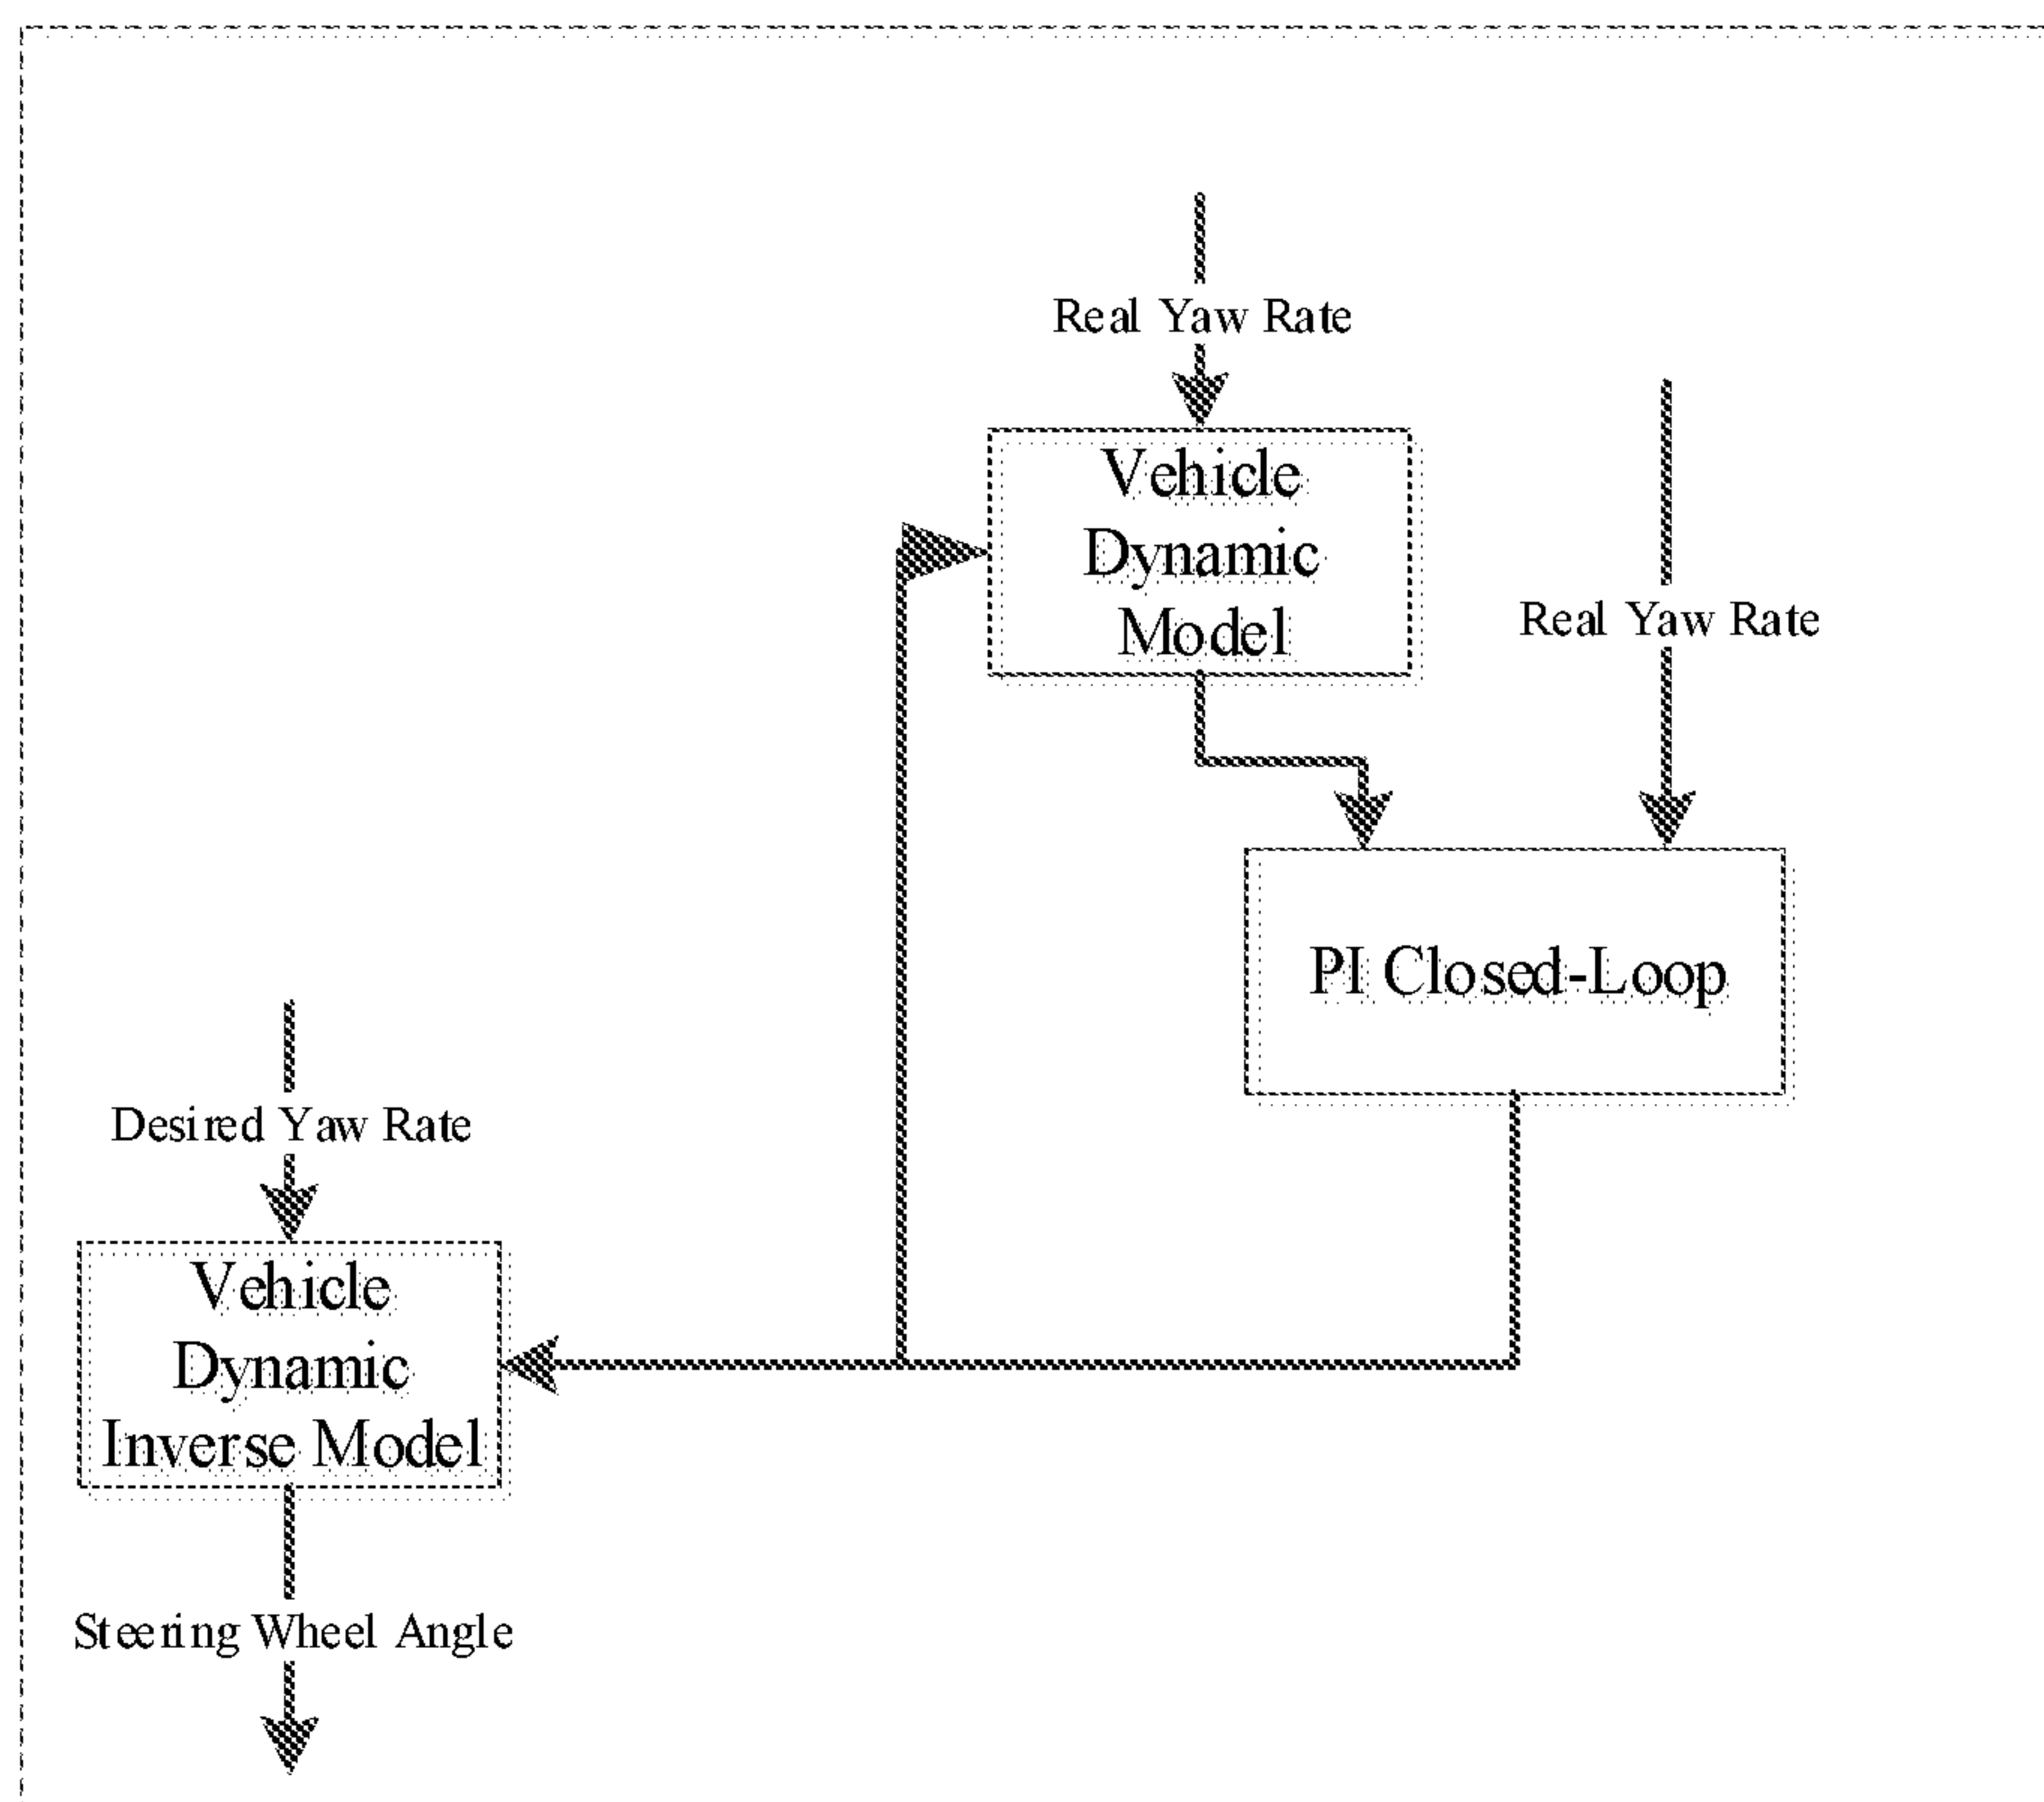 Real Yaw Rate
Vehicle
Dynamic
Model
Real Yaw Rate
PI Closed-Loop
Desired Yaw Rate
Vehicle
Dynamic
Inverse Model
Steering Wheel Angle